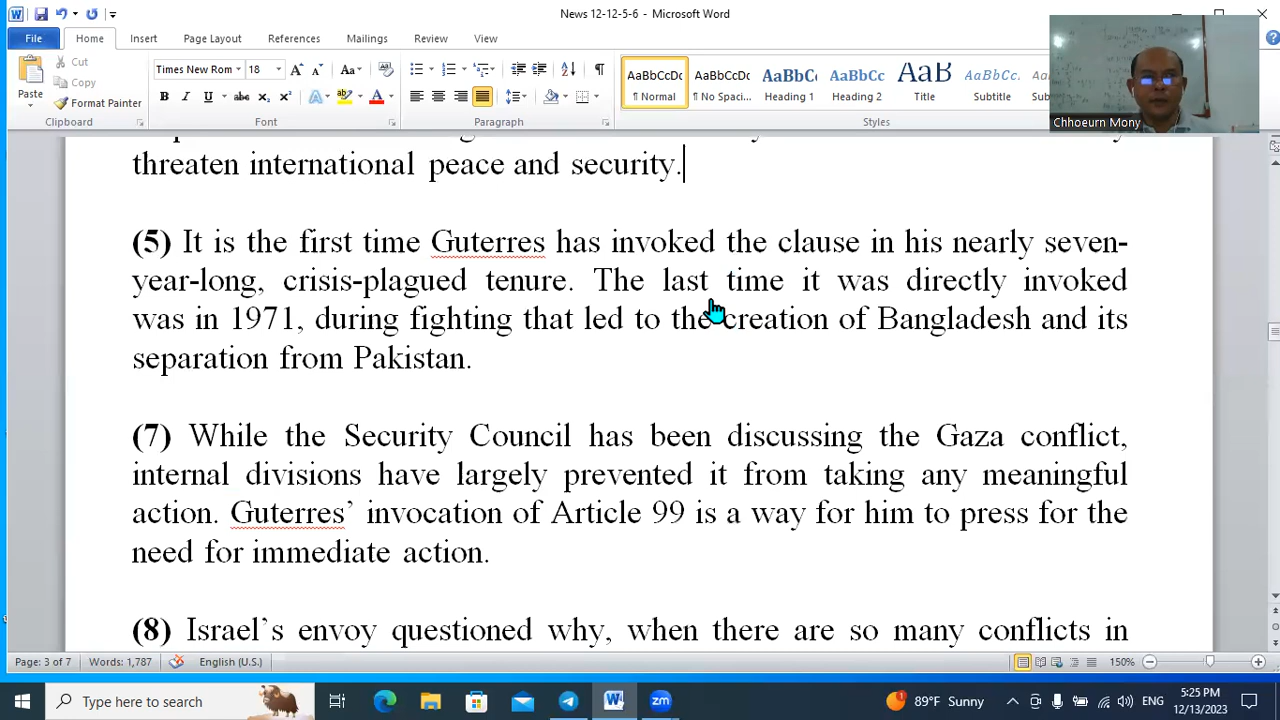 News 12-12-5-6 - Microsoft Word
File Home Insert Page Layout References Mailings Review View
Paste Cut Copy Format Painter
Times New Rom 18
AaBbCcDc AaBbCcDc AaBbCc AaBbCc AaB AaBbCcDc
¶ Normal ¶ No Spaci... Heading 1 Heading 2 Title Subtitle
Clipboard Font Paragraph Styles
Chhoeurn Mony
threaten international peace and security.
(5) It is the first time Guterres has invoked the clause in his nearly seven-
year-long, crisis-plagued tenure. The last time it was directly invoked
was in 1971, during fighting that led to the creation of Bangladesh and its
separation from Pakistan.
(7) While the Security Council has been discussing the Gaza conflict,
internal divisions have largely prevented it from taking any meaningful
action. Guterres’ invocation of Article 99 is a way for him to press for the
need for immediate action.
(8) Israel’s envoy questioned why, when there are so many conflicts in
Page: 3 of 7 Words: 1,787 English (U.S.) 150%
Type here to search 1 89°F Sunny ENG 5:25 PM
12/13/2023